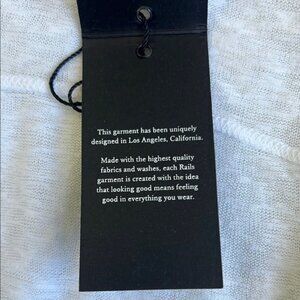 This garment has been uniquely
designed in Los Angeles, California.
Made with the highest quality
fabrics and washes, each Rails
garment is created with the idea
that looking good means feeling
good in everything you wear.